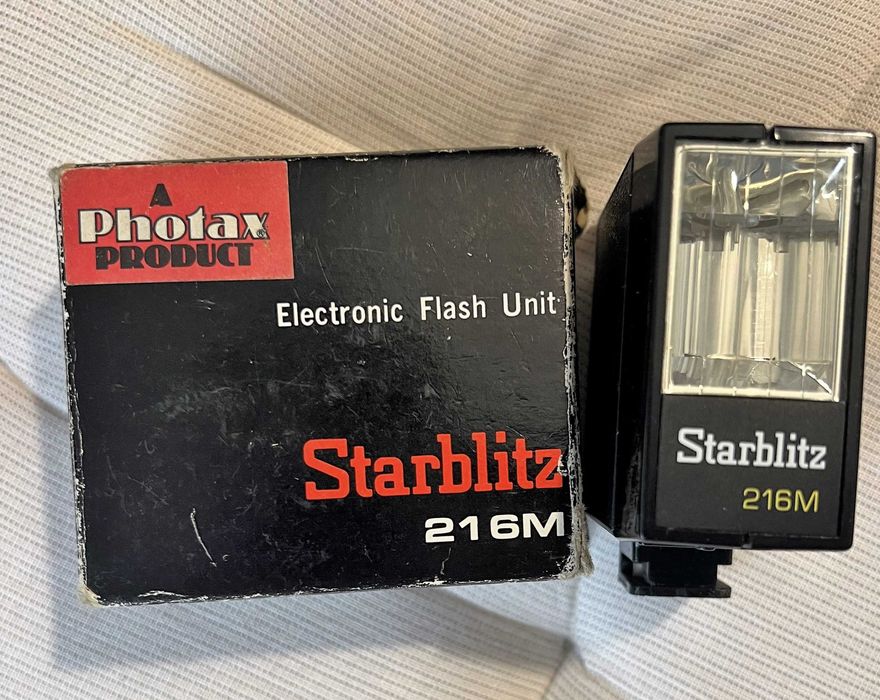 A
Photax®
PRODUCT
Electronic Flash Unit
Starblitz
216M
Starblitz
216M